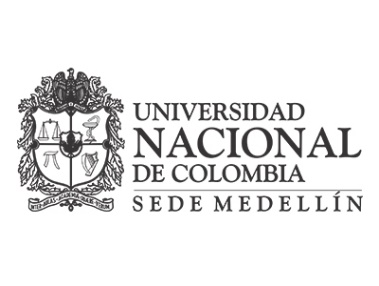 UNIVERSIDAD
NACIONAL
DE COLOMBIA
SEDE MEDELLÍN